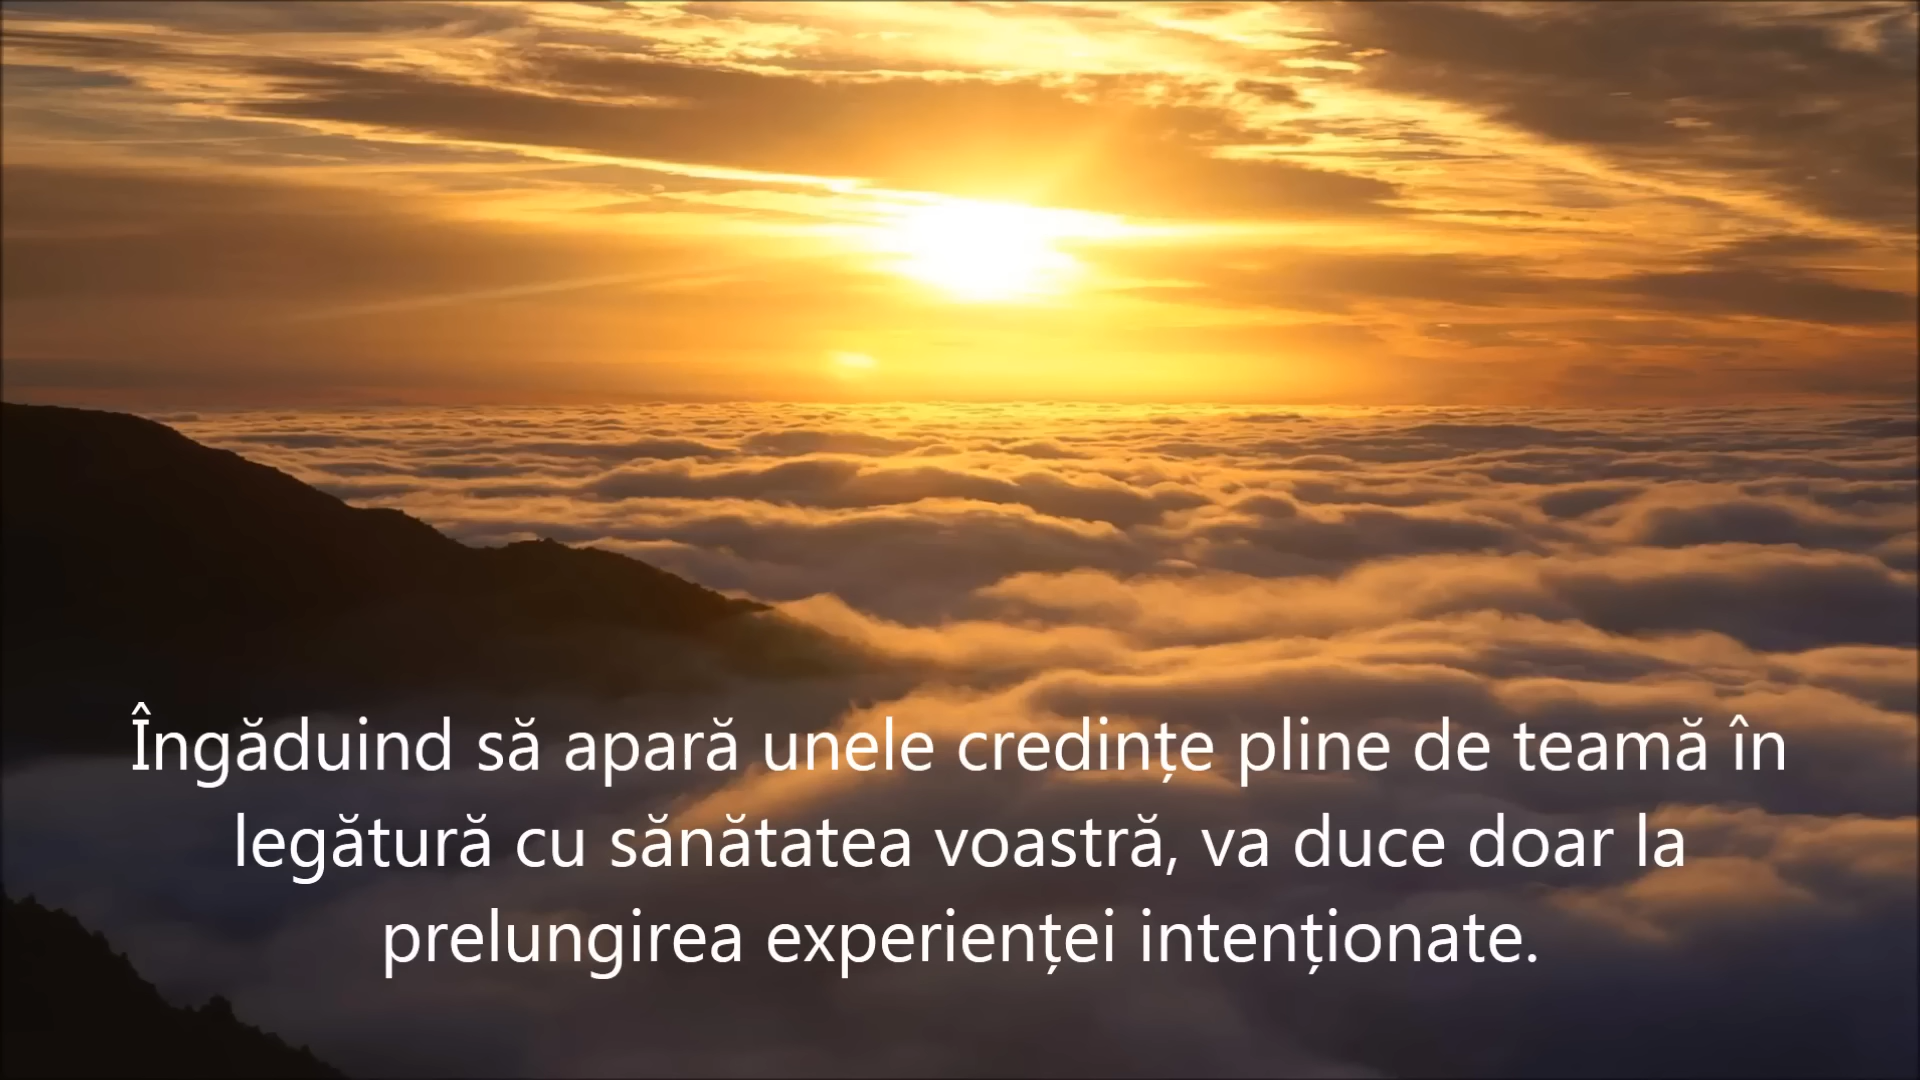 Îngăduind să apară unele credințe pline de teamă în
legătură cu sănătatea voastră, va duce doar la
prelungirea experienței intenționate.